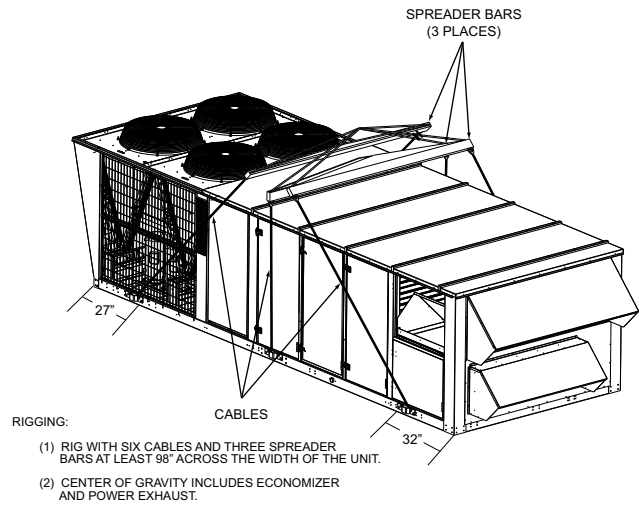 SPREADER BARS
(3 PLACES)
27”
CABLES
32”
RIGGING:
(1) RIG WITH SIX CABLES AND THREE SPREADER
BARS AT LEAST 98” ACROSS THE WIDTH OF THE UNIT.
(2) CENTER OF GRAVITY INCLUDES ECONOMIZER
AND POWER EXHAUST.